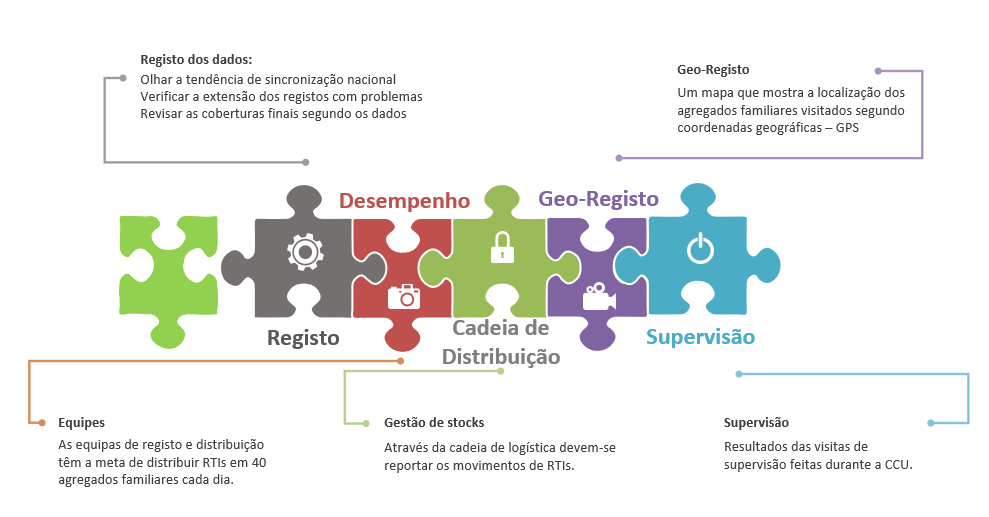 Registo dos dados:
Olhar a tendência de sincronização nacional
Verificar a extensão dos registos com problemas
Revisar as coberturas finais segundo os dados
Geo-Registo
Um mapa que mostra a localização dos
agregados familiares visitados segundo
coordenadas geográficas – GPS
Desempenho
Geo-Registo
Registo
Cadeia de
Distribuição
Supervisão
Equipes
As equipas de registo e distribuição
têm a meta de distribuir RTIs em 40
agregados familiares cada dia.
Gestão de stocks
Através da cadeia de logística devem-se
reportar os movimentos de RTIs.
Supervisão
Resultados das visitas de
supervisão feitas durante a CCU.